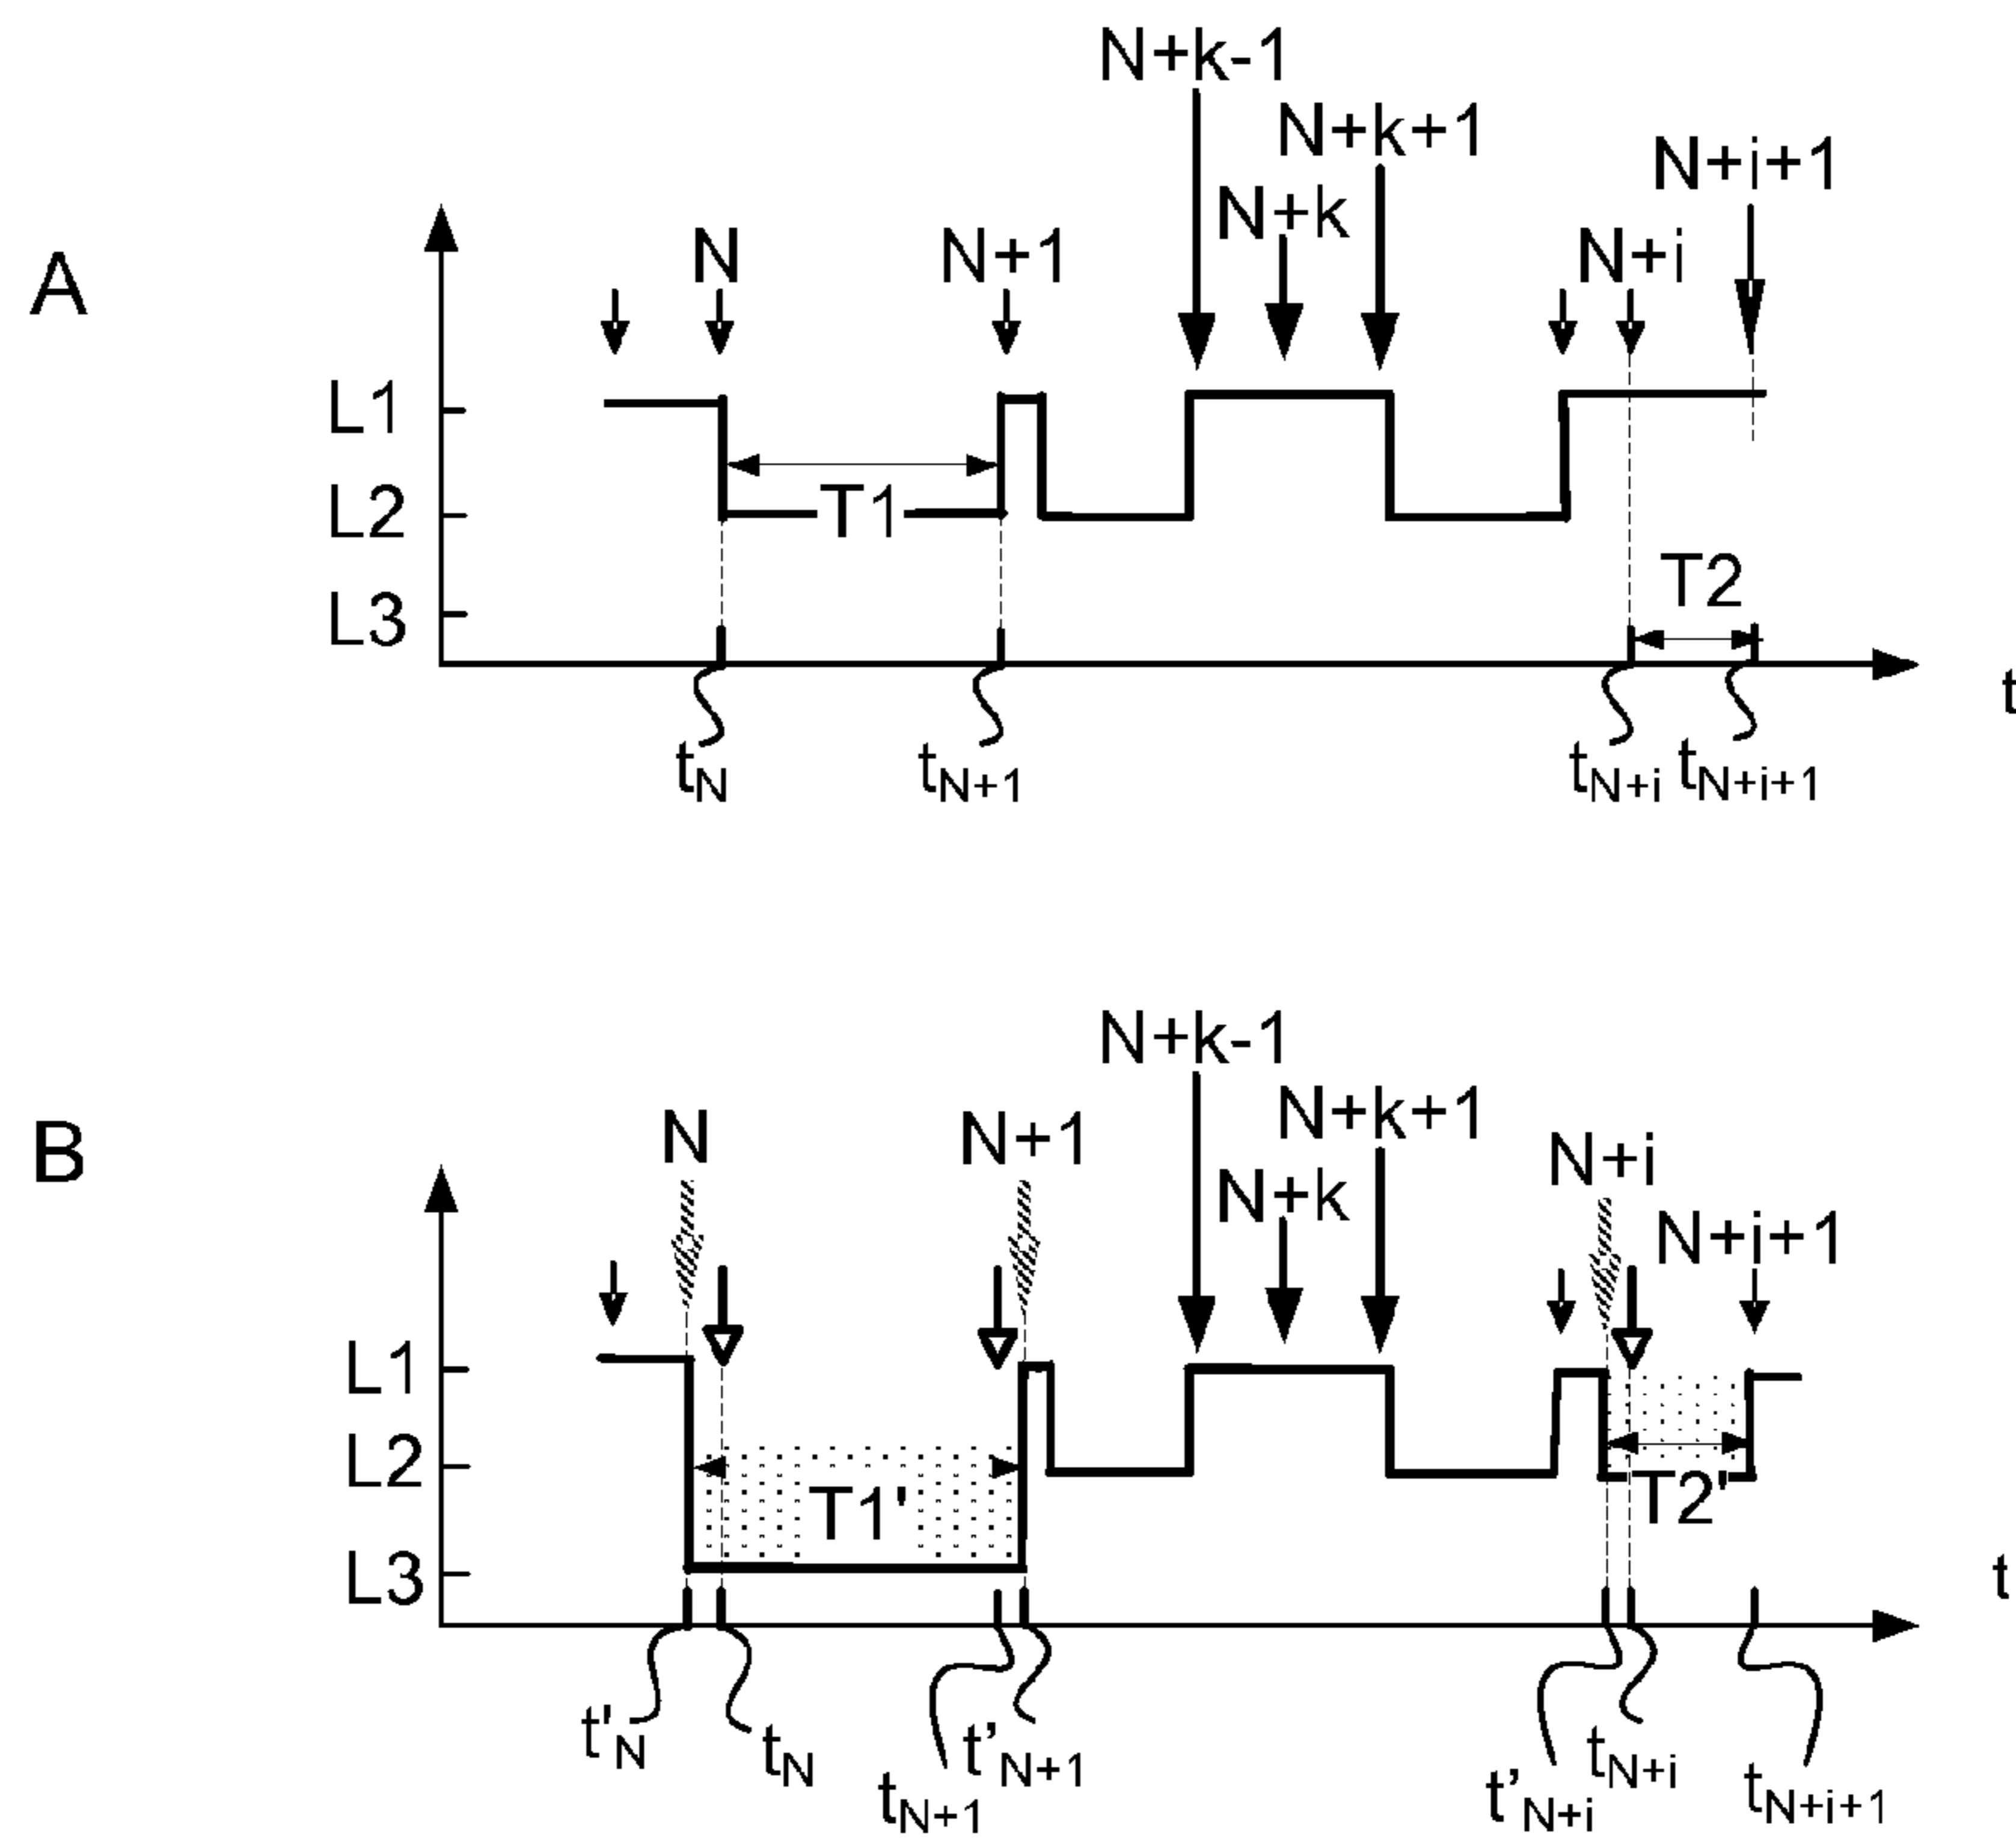 A
N+k-1
N+k+1
N+i+1
N+k
N
N+1
N+i
L1
T1
L2
L3
T2
t
tN
tN+1
tN+i
tN+i+1
B
N+k-1
N+k+1
N
N+1
N+k
N+i
N+i+1
L1
L2
T1'
T2'
L3
t
t'N
tN
tN+1
t’N+1
t’N+i
tN+i
tN+i+1